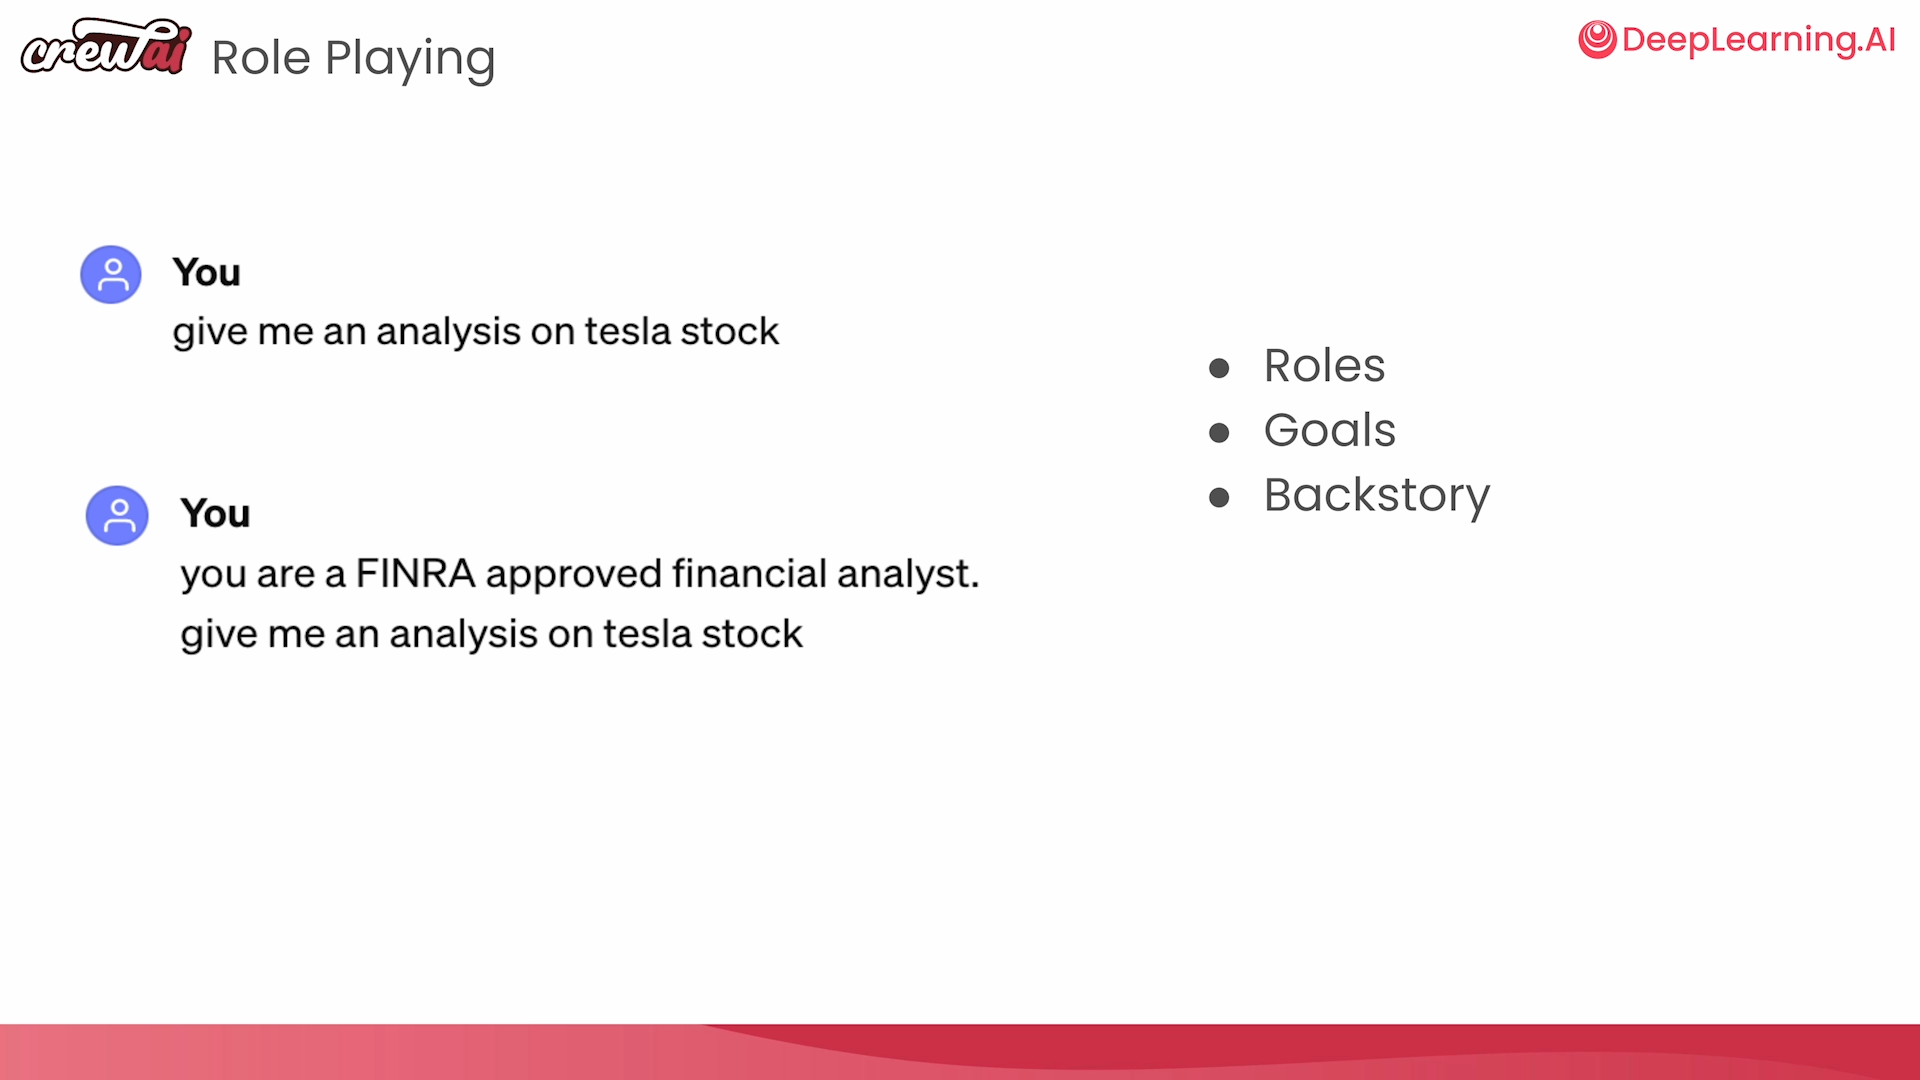 crewai Role Playing
DeepLearning.AI
You
give me an analysis on tesla stock
You
you are a FINRA approved financial analyst.
give me an analysis on tesla stock
● Roles
● Goals
● Backstory